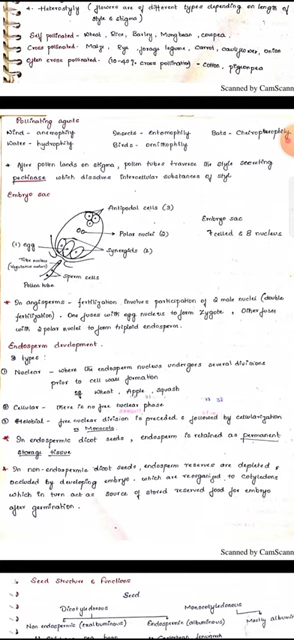 4. Heterostyly ( flowers are of different types depending on length of
style & stigma )
Self pollinated - Wheat, Rice, Barley, Mungbean, cowpea
Cross pollinated - Maize, Rye, forage legume, Carrot, Cauliflower, Onion
Often cross pollinated - (10-40% cross pollination) - Cotton, pigeonpea
Scanned by CamScann
Pollinating agents
Wind - anemophily Insects - entomophily Bats - Cheiropterophily
Water - hydrophily Birds - ornithophily
→ After pollen lands on stigma, pollen tubes traverse the style secreting
pectinase which dissolve intercellular substances of style
Embryo sac
Antipodal cells (3)
Polar nuclei (2)
Embryo sac
7 celled & 8 nucleus
(1) egg
Synergids (2)
Tube nucleus
(Vegetative nucleus)
Sperm cells
Pollen tube
* In angiosperms - fertilization involve participation of 2 male nuclei (double
fertilization). One fuses with egg nucleus to form Zygote, Other fuses
with 2 polar nuclei to form triploid endosperm.
Endosperm development.
3 types:
① Nuclear - where the endosperm nucleus undergoes several divisions
prior to cell wall formation
eg Wheat, Apple, Squash
② Cellular - there is no free nuclear phase
③ Helobial - free nuclear division is preceded & followed by cellularization
eg Monocots
* In endospermic dicot seeds, endosperm is retained as permanent
storage tissue
* In non-endospermic dicot seeds, endosperm reserves are depleted &
occluded by developing embryo. which are reorganized to cotyledons
which in turn act as source of stored reserved food for embryo
after germination.
Scanned by CamScann
Seed Structure & Functions
Seed
Dicotyledonous Monocotyledonous
Non endospermic (exalbuminous) Endospermic (albuminous) Mostly albumin